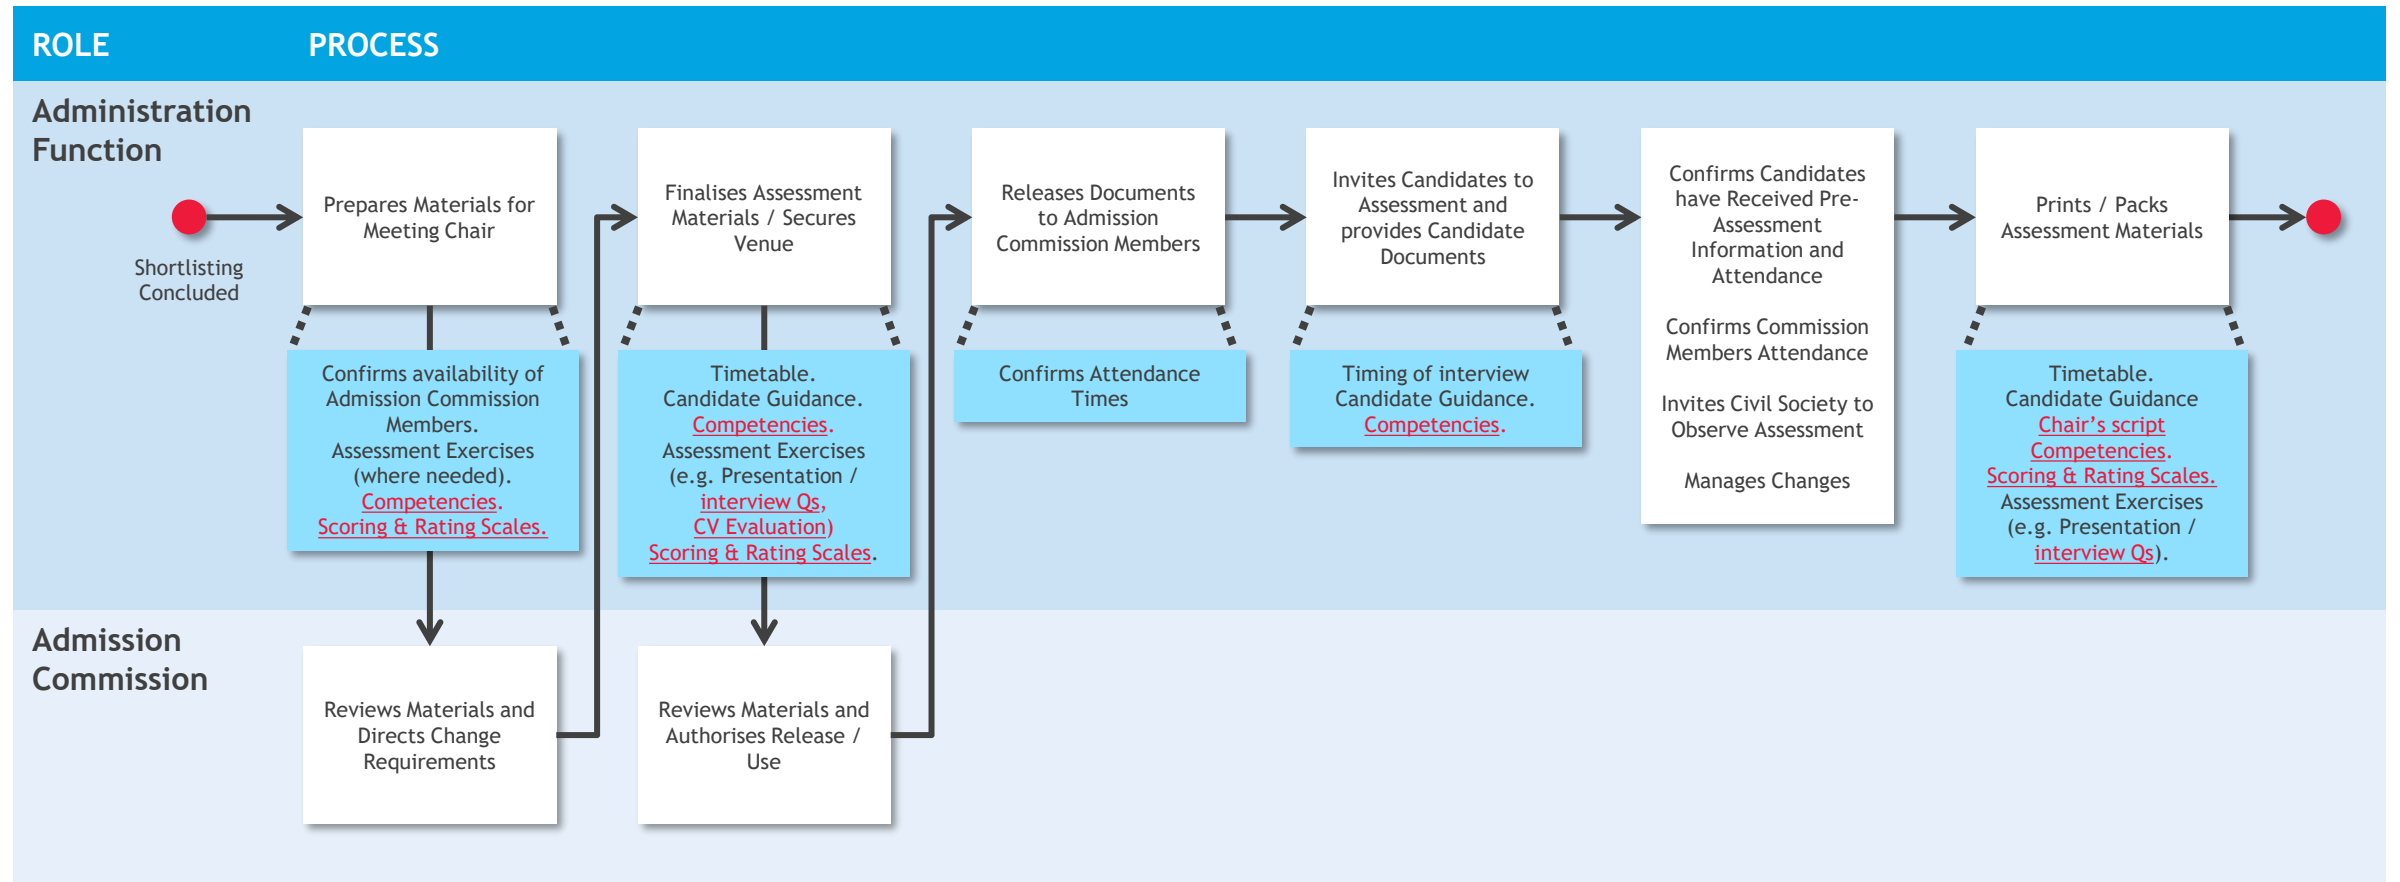 ROLE
PROCESS
Administration
Function
Shortlisting
Concluded
Prepares Materials for
Meeting Chair
Confirms availability of
Admission Commission
Members.
Assessment Exercises
(where needed).
Competencies.
Scoring & Rating Scales.
Finalises Assessment
Materials / Secures
Venue
Timetable.
Candidate Guidance.
Competencies.
Assessment Exercises
(e.g. Presentation /
interview Qs,
CV Evaluation)
Scoring & Rating Scales.
Releases Documents
to Admission
Commission Members
Confirms Attendance
Times
Invites Candidates to
Assessment and
provides Candidate
Documents
Timing of interview
Candidate Guidance.
Competencies.
Confirms Candidates
have Received Pre-
Assessment
Information and
Attendance
Confirms Commission
Members Attendance
Invites Civil Society to
Observe Assessment
Manages Changes
Prints / Packs
Assessment Materials
Timetable.
Candidate Guidance
Chair’s script
Competencies.
Scoring & Rating Scales.
Assessment Exercises
(e.g. Presentation /
interview Qs).
Admission
Commission
Reviews Materials and
Directs Change
Requirements
Reviews Materials and
Authorises Release /
Use